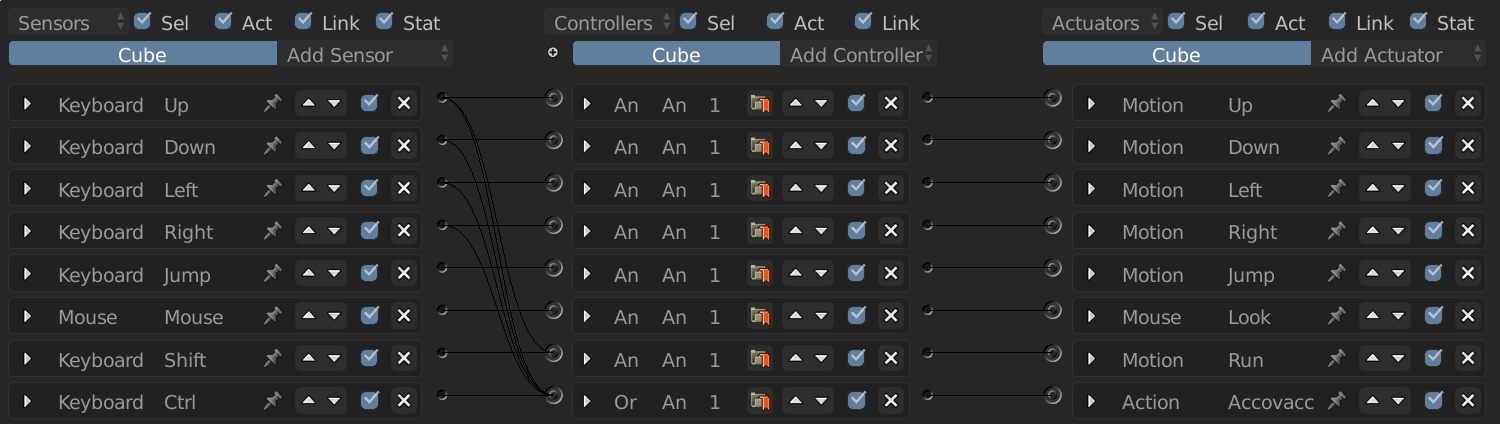 Sensors Sel Act Link Stat Controllers Sel Act Link Actuators Sel Act Link Stat
Cube Add Sensor Cube Add Controller Cube Add Actuator
Keyboard Up An An 1 Motion Up
Keyboard Down An An 1 Motion Down
Keyboard Left An An 1 Motion Left
Keyboard Right An An 1 Motion Right
Keyboard Jump An An 1 Motion Jump
Mouse Mouse An An 1 Mouse Look
Keyboard Shift An An 1 Motion Run
Keyboard Ctrl Or An 1 Action Accovacc